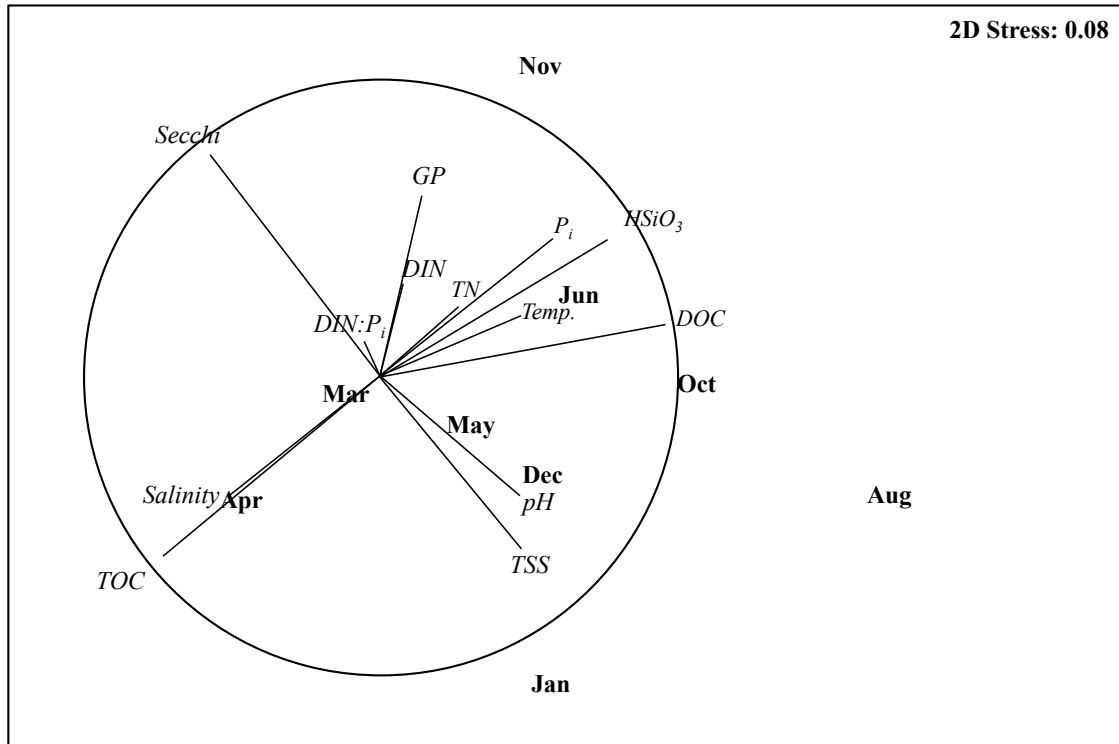 2D Stress: 0.08
Nov
Secchi
GP
P_i
HSiO_3
DIN
TN
Jun
Temp.
DIN:P_i
DOC
Mar
Oct
May
Dec
Salinity
Apr
pH
Aug
TSS
TOC
Jan